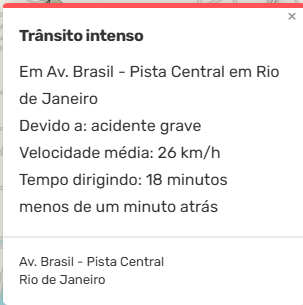 ×
Trânsito intenso
Em Av. Brasil - Pista Central em Rio
de Janeiro
Devido a: acidente grave
Velocidade média: 26 km/h
Tempo dirigindo: 18 minutos
menos de um minuto atrás
Av. Brasil - Pista Central
Rio de Janeiro